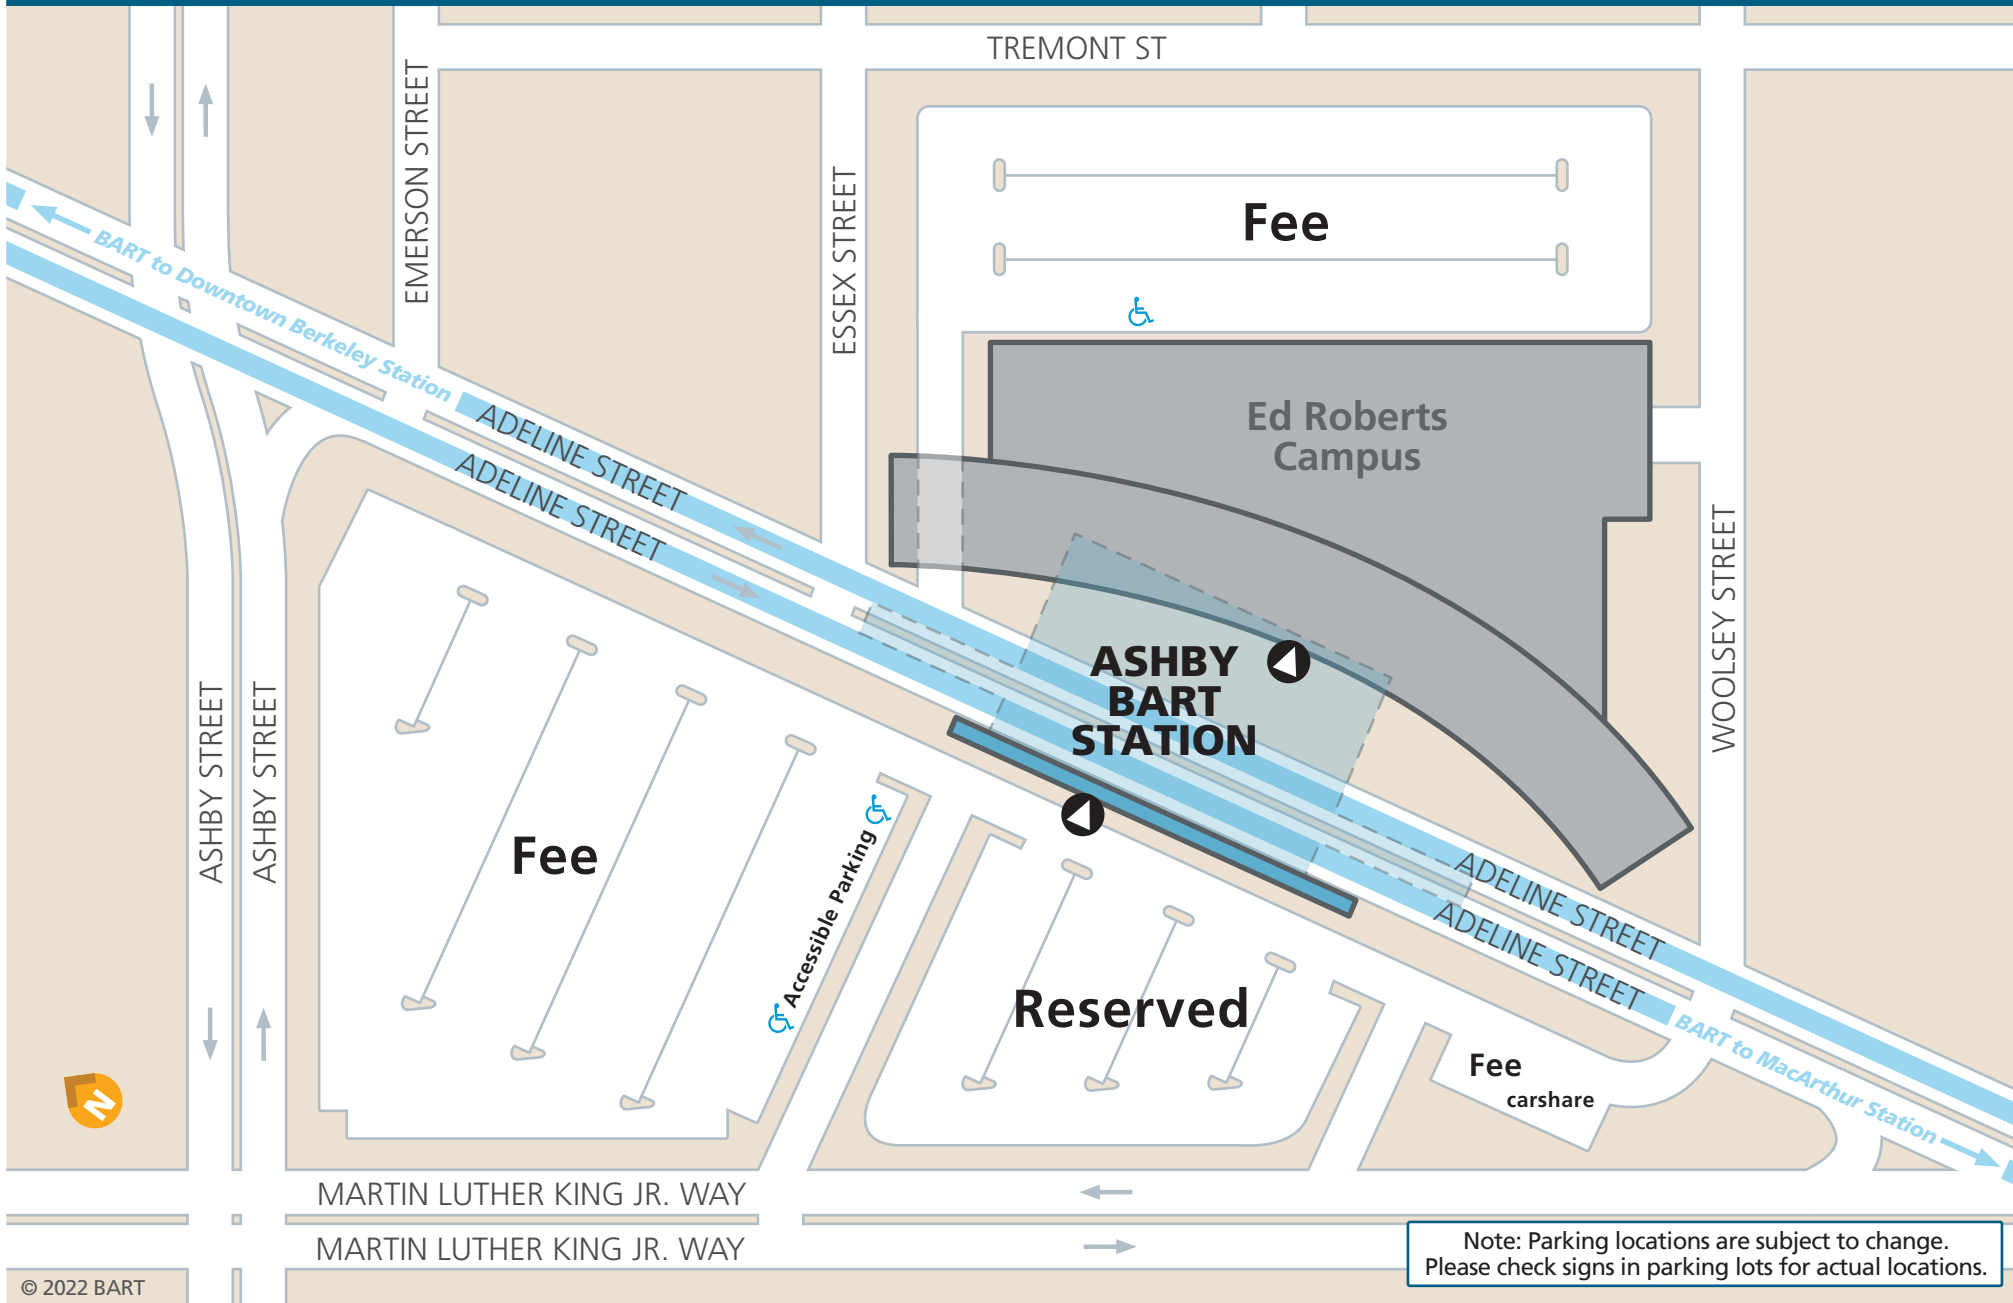 TREMONT ST
EMERSON STREET
ESSEX STREET
Fee
BART to Downtown Berkeley Station
ADELINE STREET
ADELINE STREET
Ed Roberts
Campus
WOOLSEY STREET
ASHBY
BART
STATION
ASHBY STREET
ASHBY STREET
Fee
Accessible Parking
Reserved
ADELINE STREET
ADELINE STREET
BART to MacArthur Station
Fee
carshare
N
MARTIN LUTHER KING JR. WAY
MARTIN LUTHER KING JR. WAY
Note: Parking locations are subject to change.
Please check signs in parking lots for actual locations.
© 2022 BART